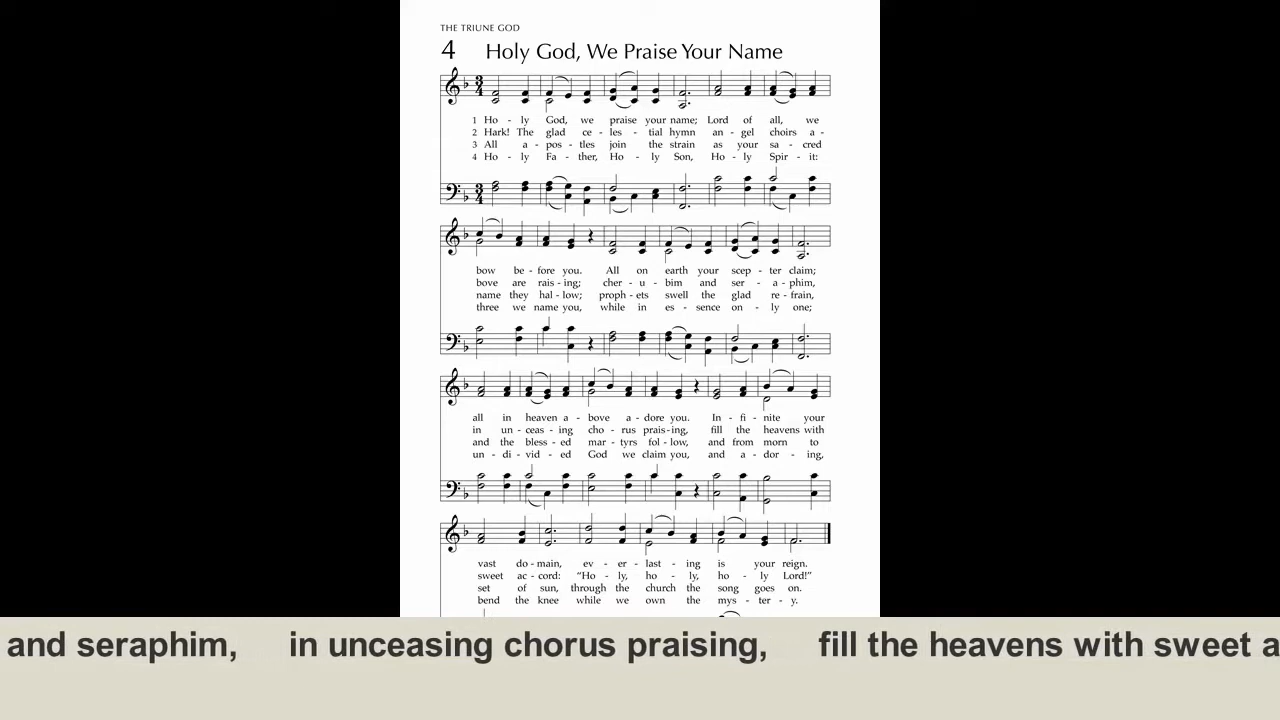 THE TRIUNE GOD
4 Holy God, We Praise Your Name
1 Ho - ly God, we praise your name; Lord of all, we
2 Hark! The glad ce - les - tial hymn an - gel choirs a -
3 All a - pos - tles join the strain as your sa - cred
4 Ho - ly Fa - ther, Ho - ly Son, Ho - ly Spir - it:
bow be - fore you. All on earth your scep - ter claim;
bove are rais - ing; cher - u - bim and ser - a - phim,
name they hal - low; proph - ets swell the glad re - frain,
three we name you, while in es - sence on - ly one;
all in heaven a - bove a - dore you. In - fi - nite your
in un - ceas - ing cho - rus prais - ing, fill the heavens with
and the bless - ed mar - tyrs fol - low, and from morn to
un - di - vid - ed God we claim you, and a - dor - ing,
vast do - main, ev - er - last - ing is your reign.
sweet ac - cord: “Ho - ly, ho - ly, ho - ly Lord!”
set of sun, through the church the song goes on.
bend the knee while we own the mys - ter - y.
and seraphim, in unceasing chorus praising, fill the heavens with sweet a